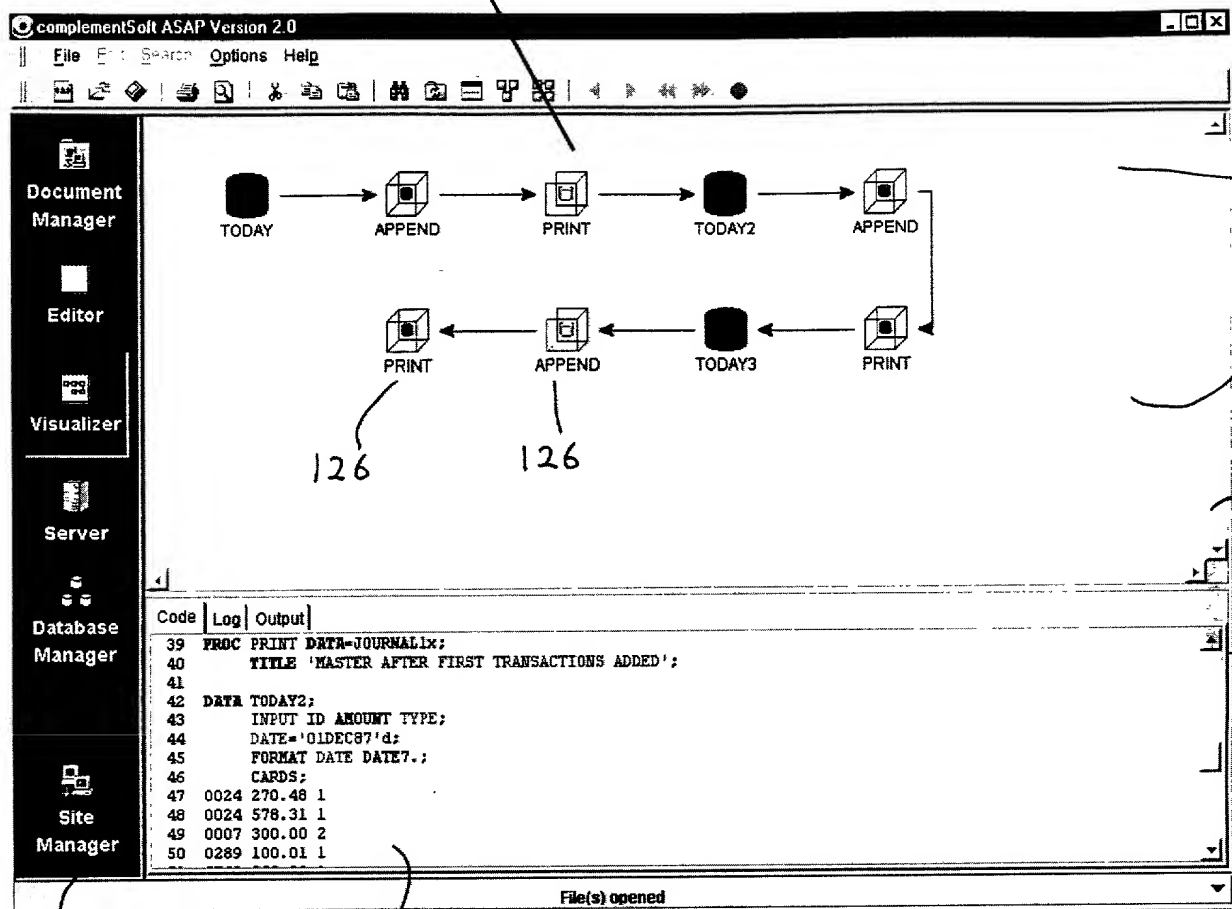 complementSoft ASAP Version 2.0
File Edit Search Options Help
Document
Manager
Editor
Visualizer
Server
Database
Manager
Site
Manager
TODAY APPEND PRINT TODAY2 APPEND
PRINT APPEND TODAY3 PRINT
126 126
Code Log Output
39 PROC PRINT DATA=JOURNAL1x;
40 TITLE 'MASTER AFTER FIRST TRANSACTIONS ADDED';
41
42 DATA TODAY2;
43 INPUT ID AMOUNT TYPE;
44 DATE='01DEC87'd;
45 FORMAT DATE DATE7.;
46 CARDS;
47 0024 270.48 1
48 0024 578.31 1
49 0007 300.00 2
50 0289 100.01 1
File(s) opened